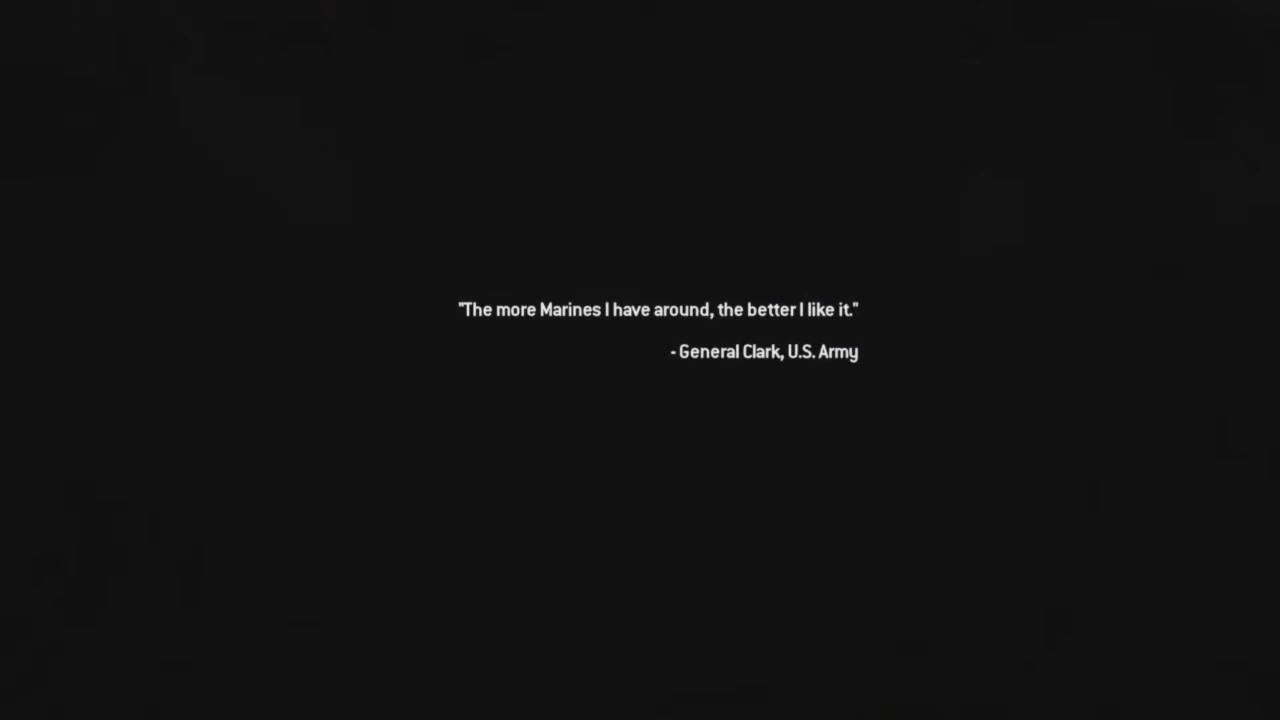 "The more Marines I have around, the better I like it."
- General Clark, U.S. Army